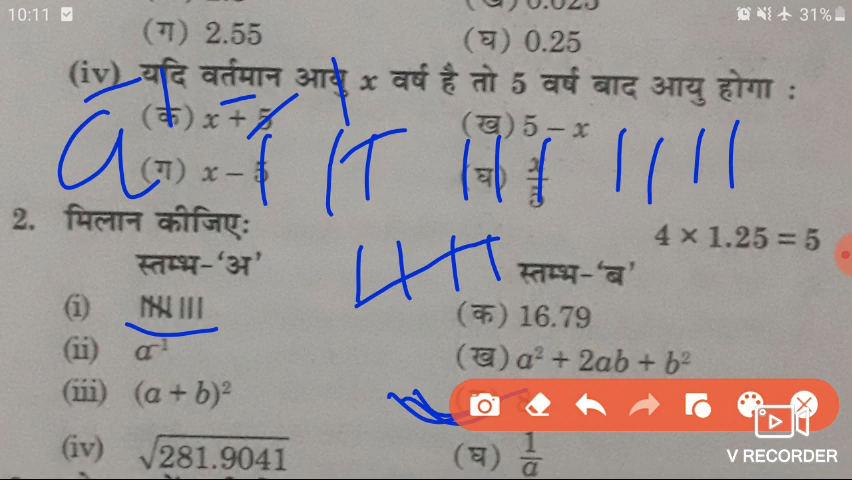 10:11 31%
(ग) 2.55 (घ) 0.25
(iv) यदि वर्तमान आयु x वर्ष है तो 5 वर्ष बाद आयु होगा :
(क) x + 5 (ख) 5 – x
(ग) x – 5 (घ) x/5
2. मिलान कीजिए:
4 × 1.25 = 5
स्तम्भ-‘अ’ स्तम्भ-‘ब’
(i) 𝍸 ||| (क) 16.79
(ii) a⁻¹ (ख) a² + 2ab + b²
(iii) (a + b)²
(iv) √281.9041 (घ) 1/a
V RECORDER